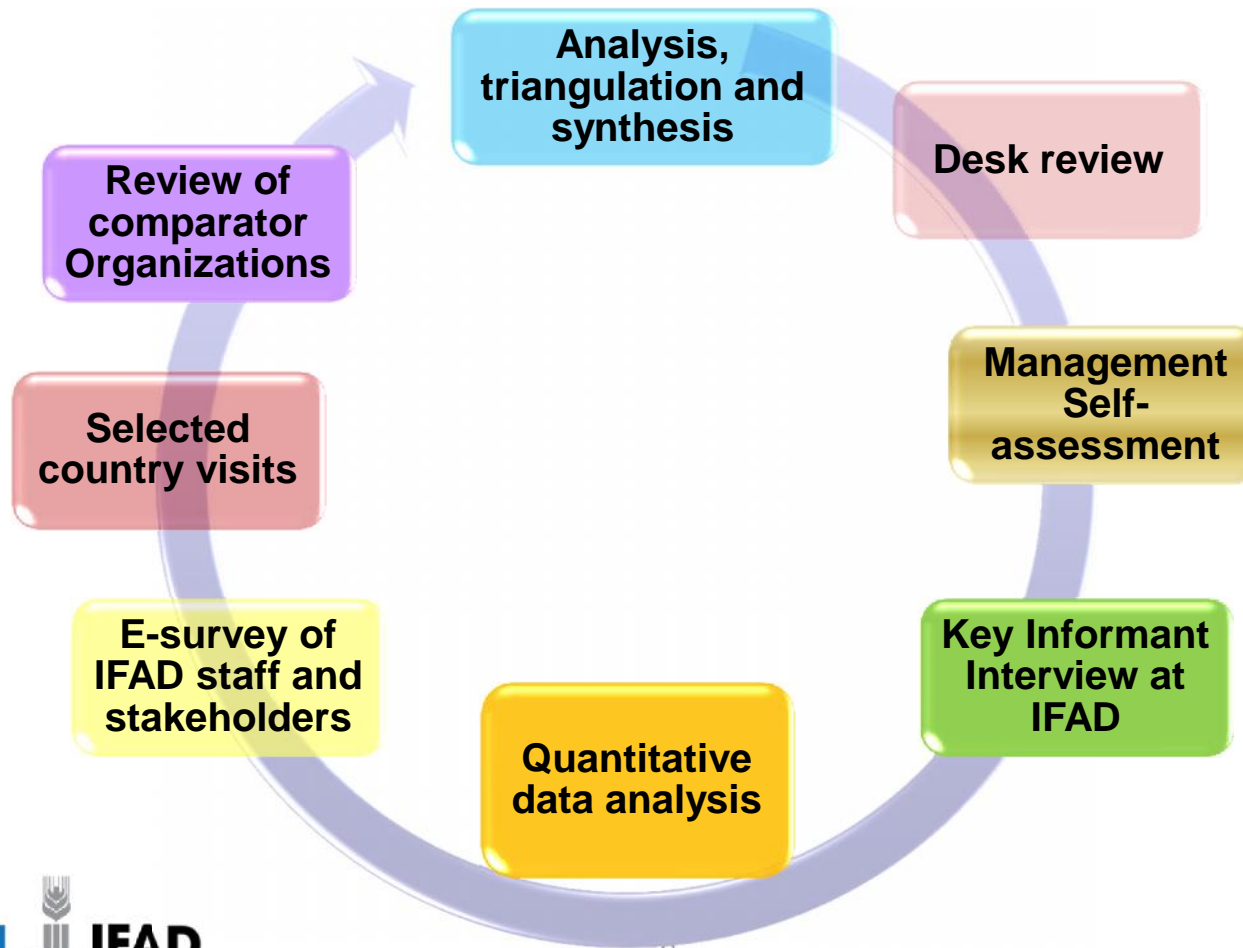 Analysis,
triangulation and
synthesis
Desk review
Management
Self-
assessment
Key Informant
Interview at
IFAD
Quantitative
data analysis
E-survey of
IFAD staff and
stakeholders
Selected
country visits
Review of
comparator
Organizations
IFAD